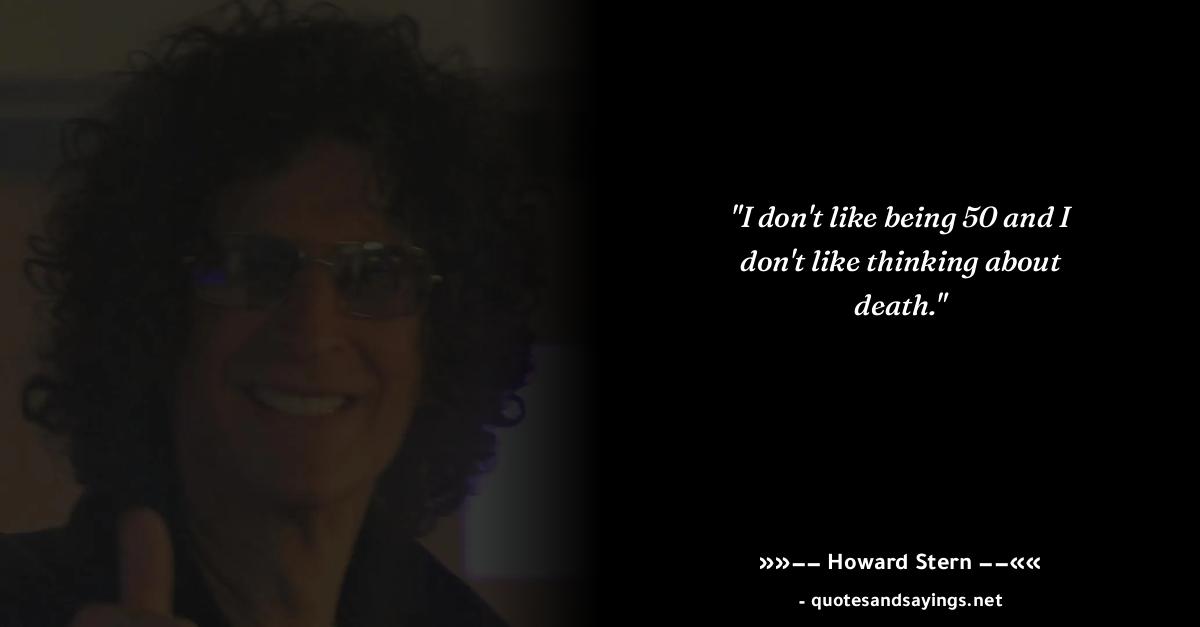 "I don't like being 50 and I
don't like thinking about
death."
»»−− Howard Stern −−««
- quotesandsayings.net